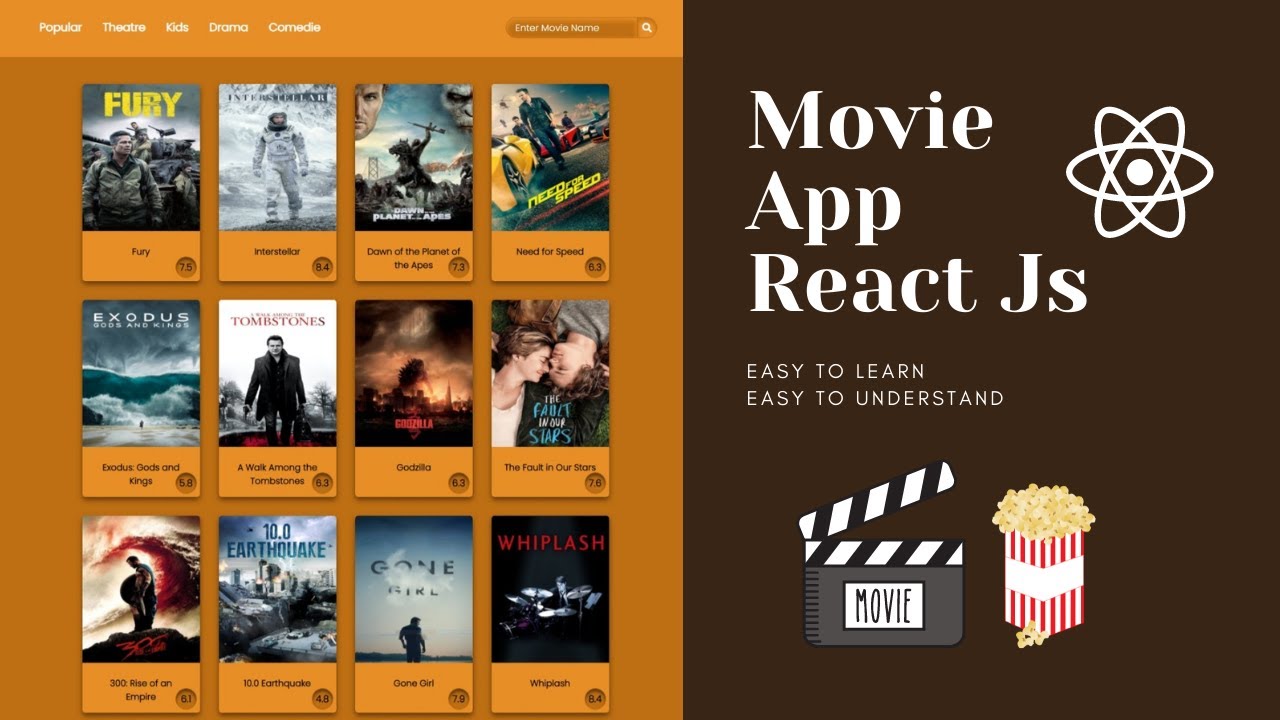 Popular Theatre Kids Drama Comedie
Enter Movie Name
FURY
INTERSTELLAR
DAWN OF THE
PLANET OF THE APES
NEED FOR
SPEED
Fury
7.5
Interstellar
8.4
Dawn of the Planet of
the Apes
7.3
Need for Speed
6.3
EXODUS
GODS AND KINGS
A WALK AMONG THE
TOMBSTONES
GODZILLA
THE
FAULT
IN OUR
STARS
Exodus: Gods and
Kings
5.8
A Walk Among the
Tombstones
6.3
Godzilla
6.3
The Fault in Our Stars
7.6
300
10.0
EARTHQUAKE
GONE
GIRL
WHIPLASH
300: Rise of an
Empire
6.1
10.0 Earthquake
4.8
Gone Girl
7.9
Whiplash
8.4
Movie
App
React Js
EASY TO LEARN
EASY TO UNDERSTAND
MOVIE